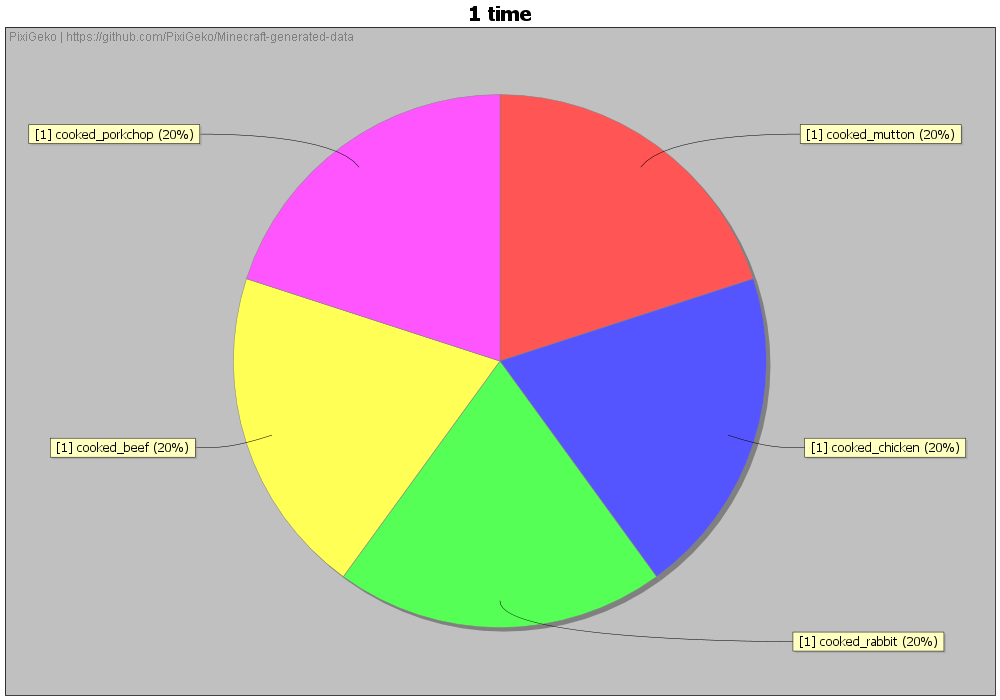 1 time
PixiGeko | https://github.com/PixiGeko/Minecraft-generated-data
[1] cooked_porkchop (20%)
[1] cooked_mutton (20%)
[1] cooked_beef (20%)
[1] cooked_chicken (20%)
[1] cooked_rabbit (20%)